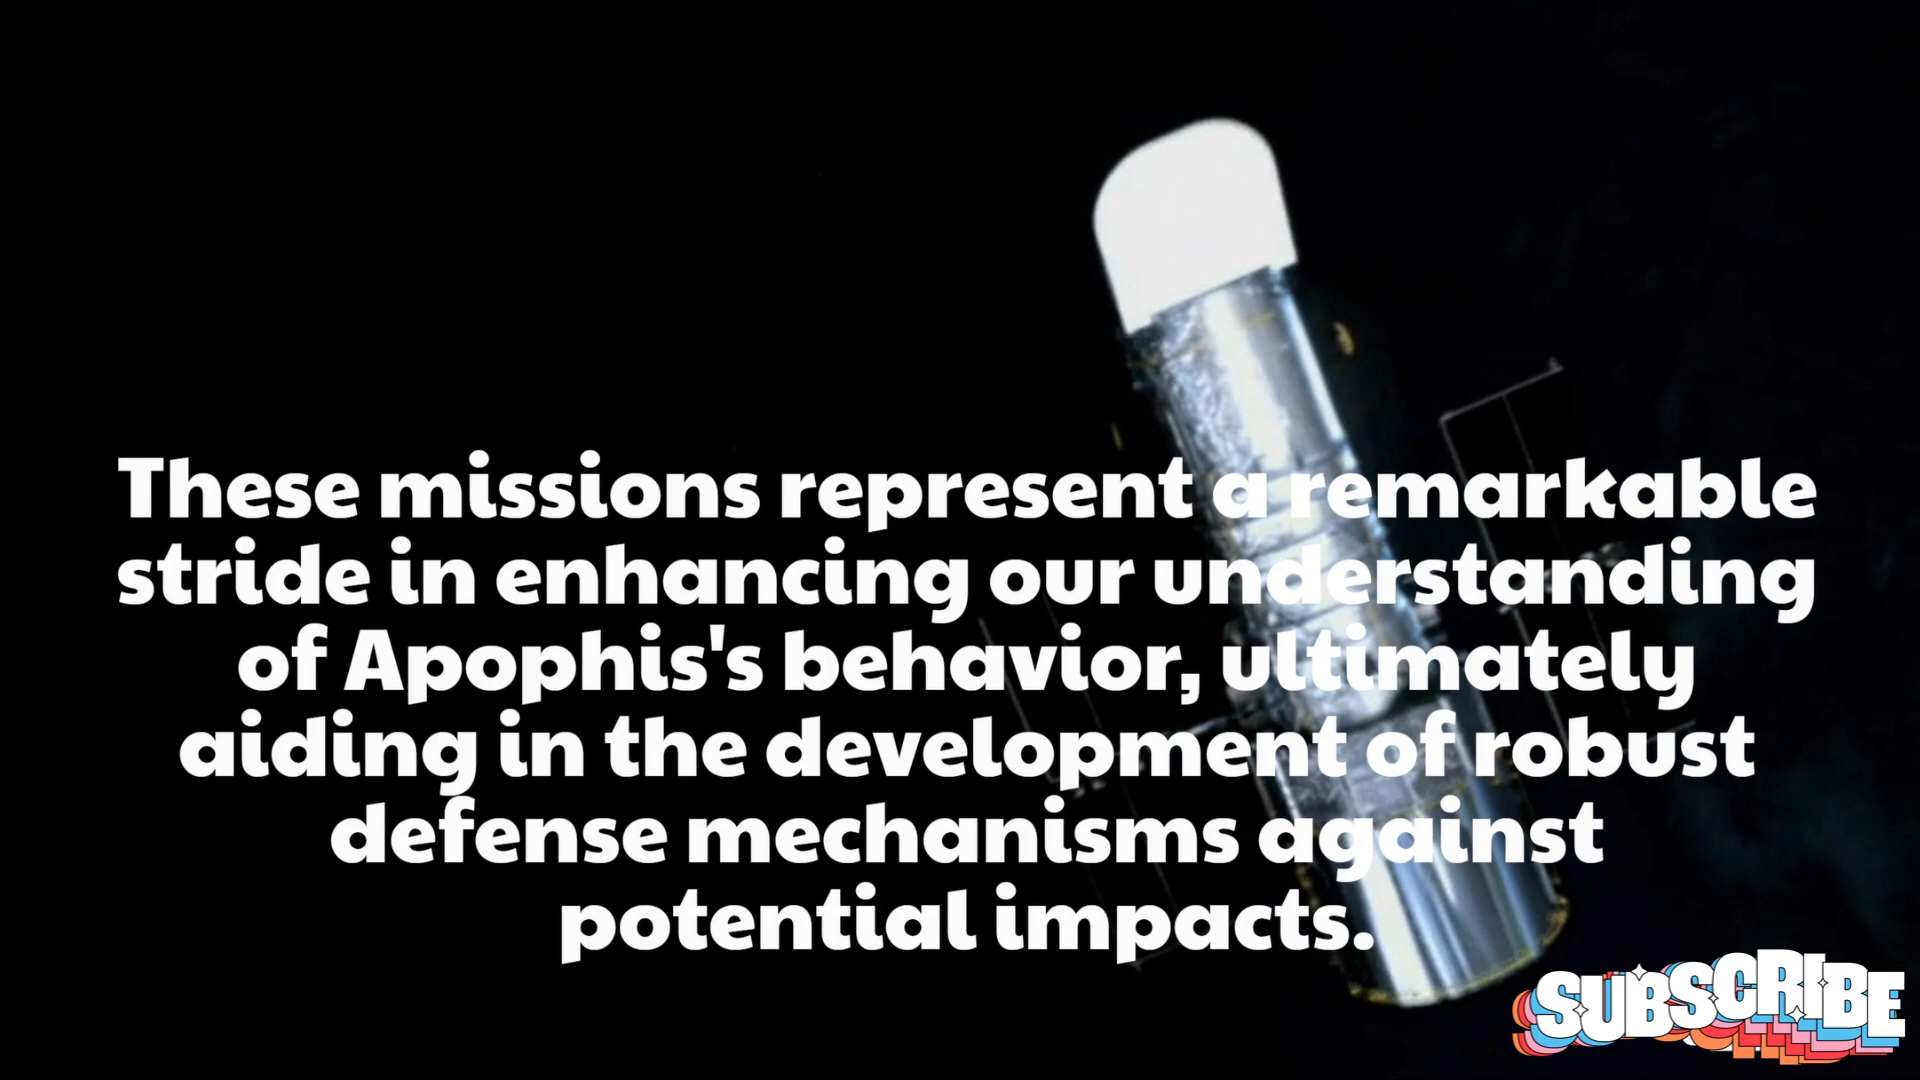 These missions represent a remarkable
stride in enhancing our understanding
of Apophis's behavior, ultimately
aiding in the development of robust
defense mechanisms against
potential impacts.
SUBSCRIBE